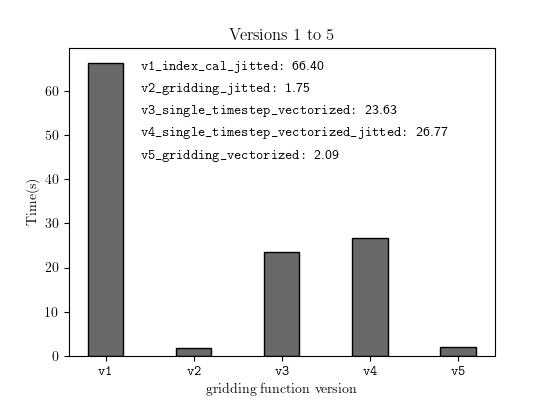 Versions 1 to 5
v1_index_cal_jitted: 66.40
v2_gridding_jitted: 1.75
v3_single_timestep_vectorized: 23.63
v4_single_timestep_vectorized_jitted: 26.77
v5_gridding_vectorized: 2.09
Time(s)
60
50
40
30
20
10
0
v1 v2 v3 v4 v5
gridding function version